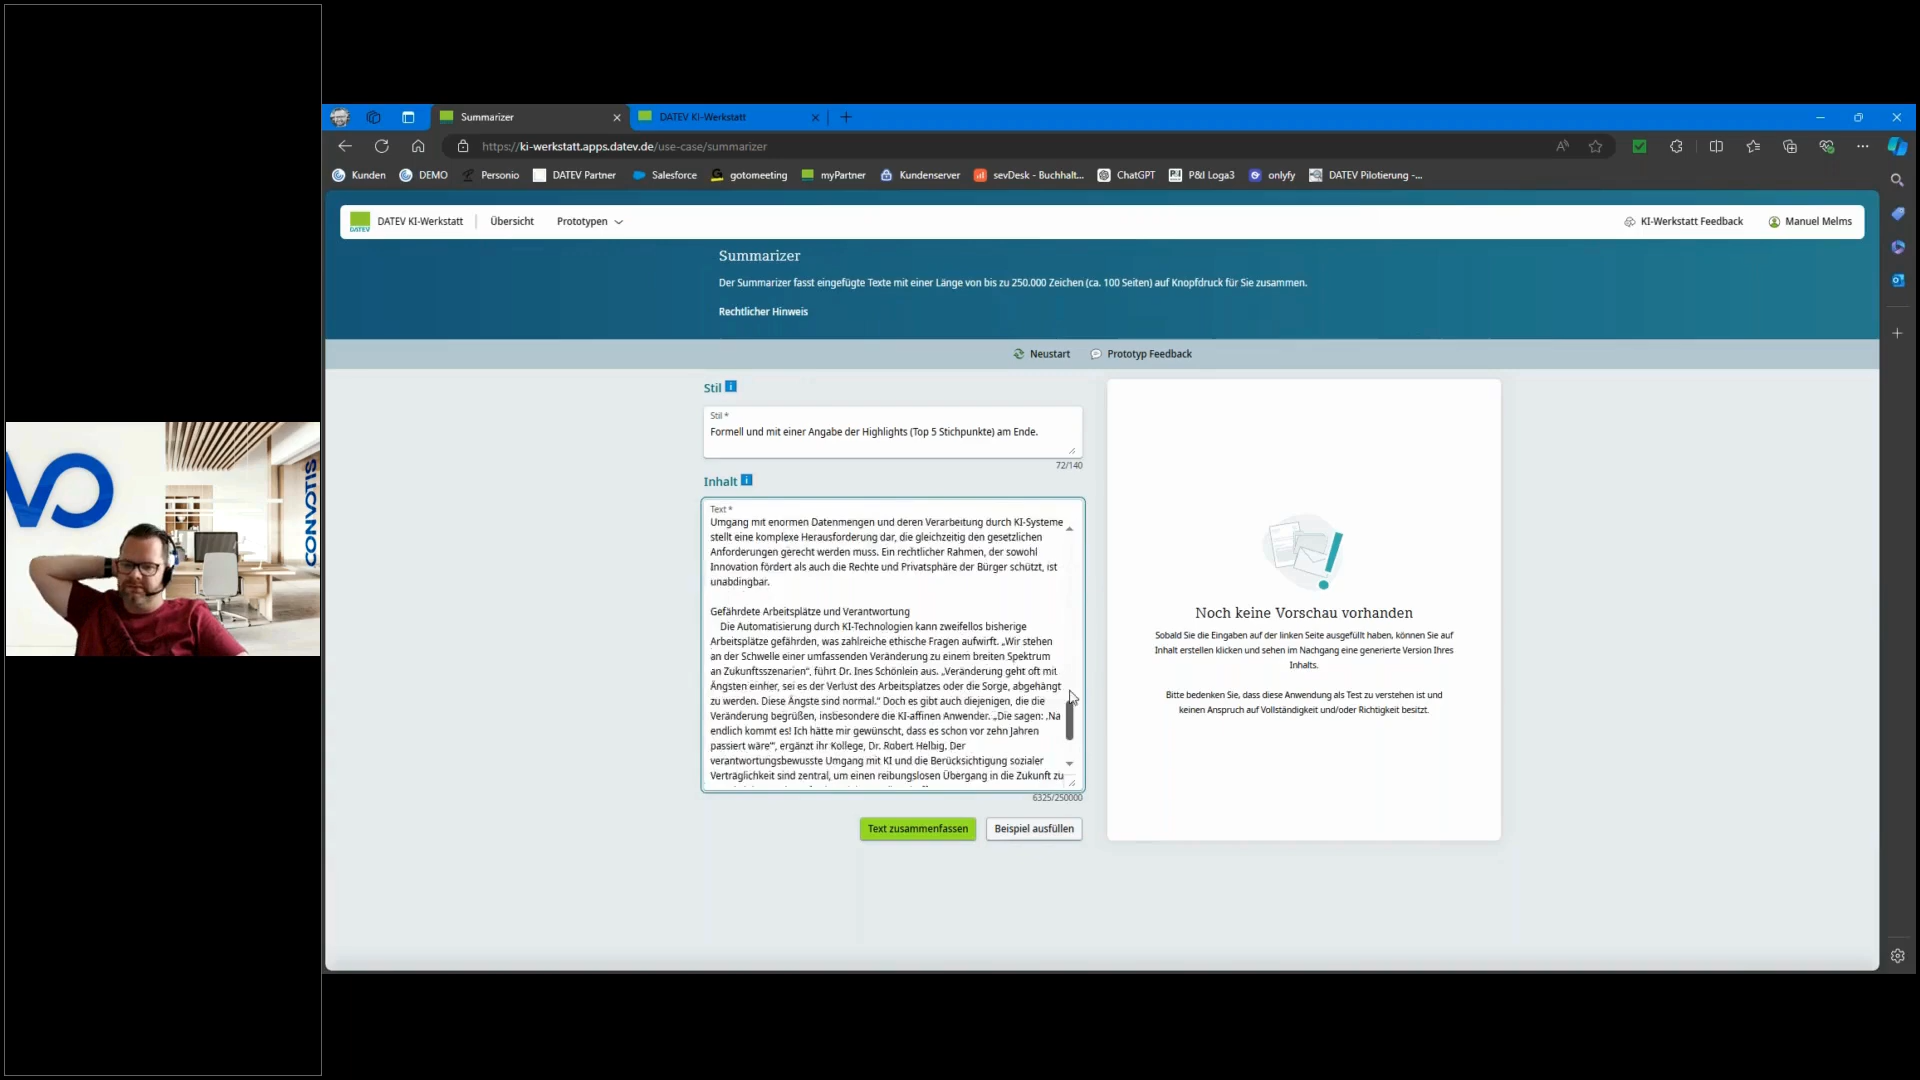 Summarizer
DATEV KI-Werkstatt
https://ki-werkstatt.apps.datev.de/use-case/summarizer
Kunden
DEMO
Personio
DATEV Partner
Salesforce
gotomeeting
myPartner
Kundenserver
sevDesk - Buchhalt...
ChatGPT
P&I Loga3
onlyfy
DATEV Pilotierung -...
DATEV
DATEV KI-Werkstatt
Übersicht
Prototypen
KI-Werkstatt Feedback
Manuel Melms
Summarizer
Der Summarizer fasst eingefügte Texte mit einer Länge von bis zu 250.000 Zeichen (ca. 100 Seiten) auf Knopfdruck für Sie zusammen.
Rechtlicher Hinweis
Neustart
Prototyp Feedback
Stil
Stil *
Formell und mit einer Angabe der Highlights (Top 5 Stichpunkte) am Ende.
72/140
Inhalt
Text *
Umgang mit enormen Datenmengen und deren Verarbeitung durch KI-Systeme
stellt eine komplexe Herausforderung dar, die gleichzeitig den gesetzlichen
Anforderungen gerecht werden muss. Ein rechtlicher Rahmen, der sowohl
Innovation fördert als auch die Rechte und Privatsphäre der Bürger schützt, ist
unabdingbar.
Gefährdete Arbeitsplätze und Verantwortung
Die Automatisierung durch KI-Technologien kann zweifellos bisherige
Arbeitsplätze gefährden, was zahlreiche ethische Fragen aufwirft. „Wir stehen
an der Schwelle einer umfassenden Veränderung zu einem breiten Spektrum
an Zukunftsszenarien“, führt Dr. Ines Schönlein aus. „Veränderung geht oft mit
Ängsten einher, sei es der Verlust des Arbeitsplatzes oder die Sorge, abgehängt
zu werden. Diese Ängste sind normal.“ Doch es gibt auch diejenigen, die die
Veränderung begrüßen, insbesondere die KI-affinen Anwender. „Die sagen: ‚Na
endlich kommt es! Ich hätte mir gewünscht, dass es schon vor zehn Jahren
passiert wäre‘“, ergänzt ihr Kollege, Dr. Robert Helbig. Der
verantwortungsbewusste Umgang mit KI und die Berücksichtigung sozialer
Verträglichkeit sind zentral, um einen reibungslosen Übergang in die Zukunft zu
6325/250000
Text zusammenfassen
Beispiel ausfüllen
Noch keine Vorschau vorhanden
Sobald Sie die Eingaben auf der linken Seite ausgefüllt haben, können Sie auf
Inhalt erstellen klicken und sehen im Nachgang eine generierte Version Ihres
Inhalts.
Bitte bedenken Sie, dass diese Anwendung als Test zu verstehen ist und
keinen Anspruch auf Vollständigkeit und/oder Richtigkeit besitzt.
CONVOTIS